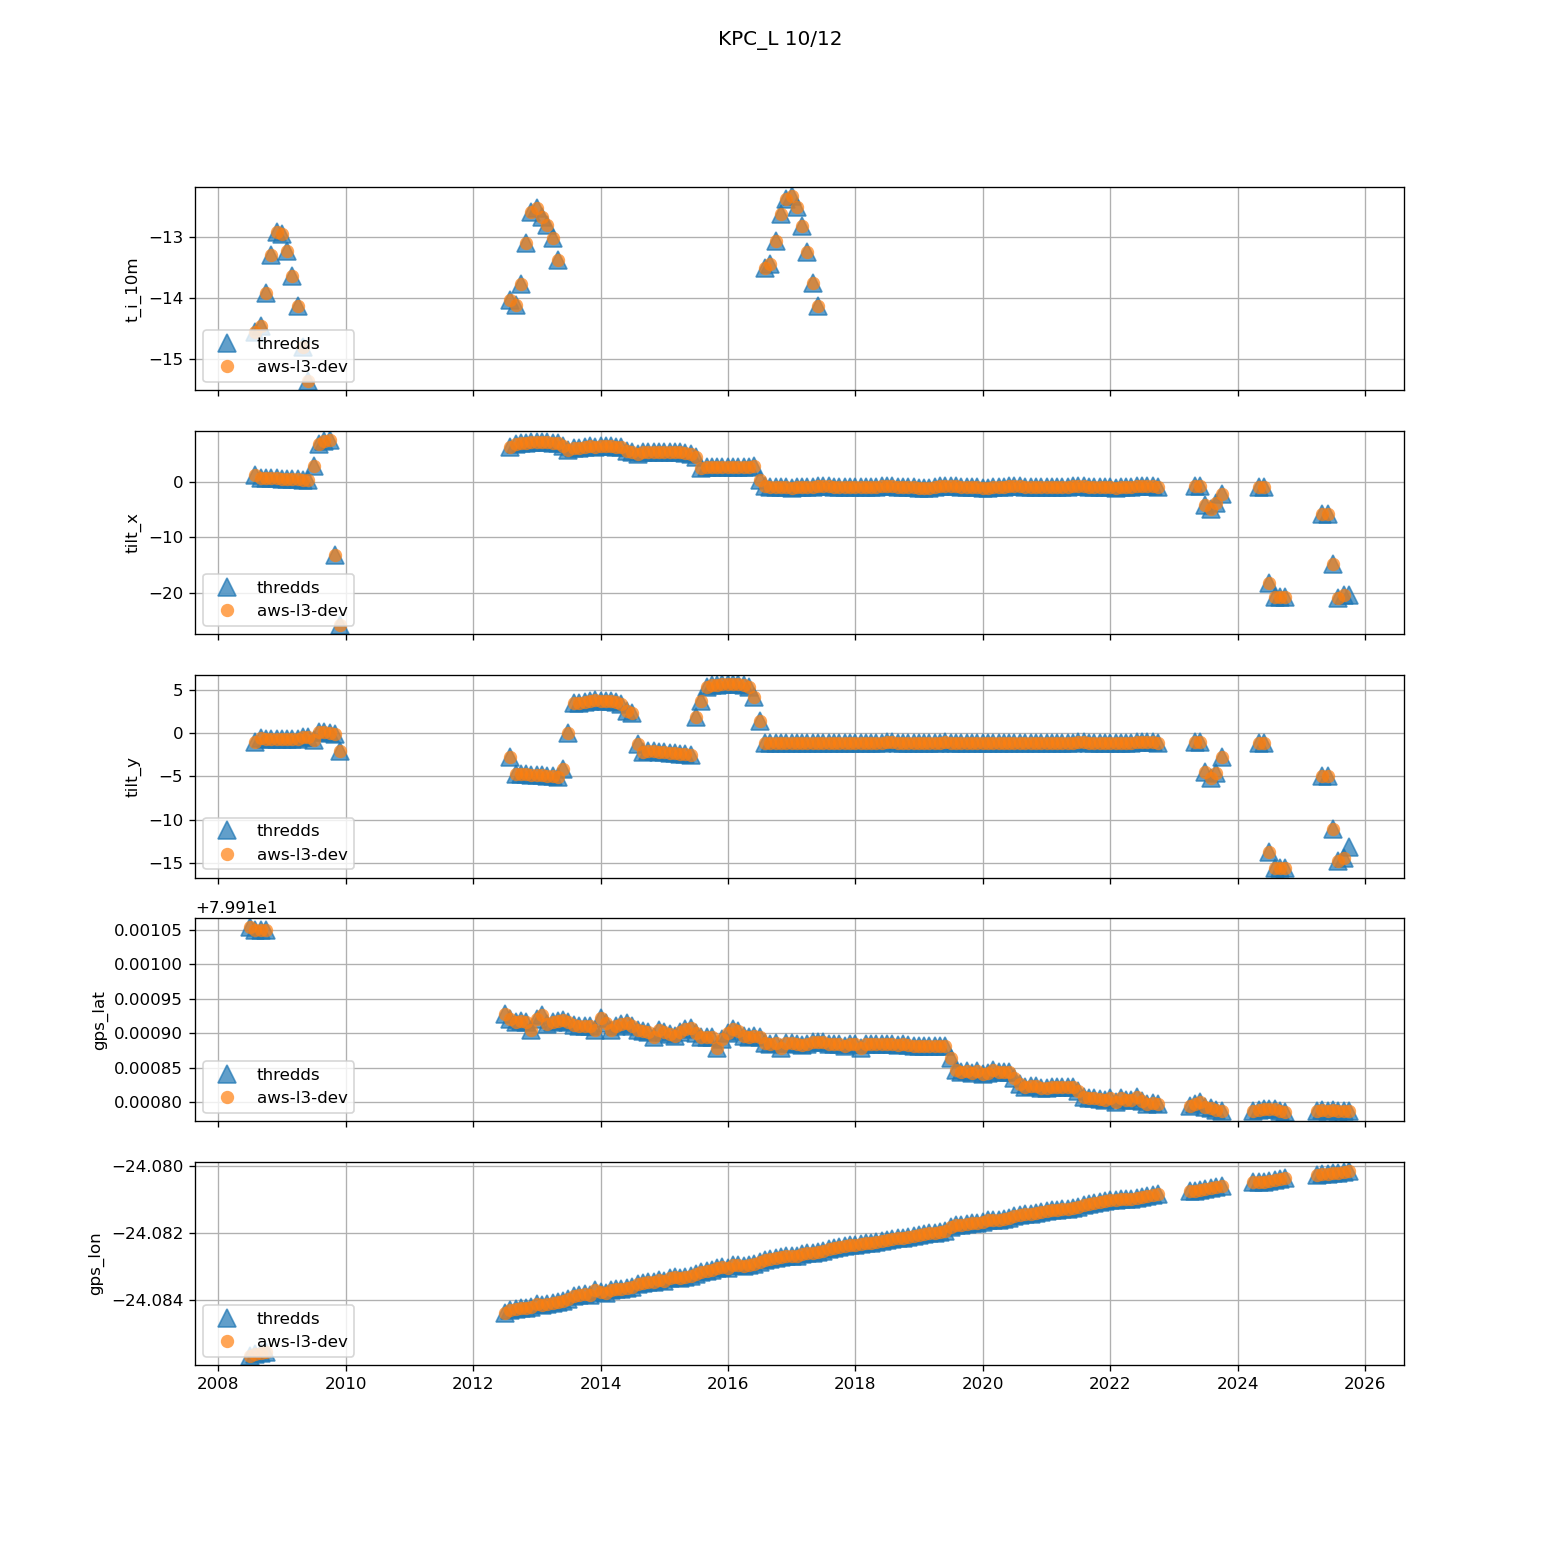 KPC_L 10/12
t_i_10m
−13
−14
−15
thredds
aws-l3-dev
tilt_x
0
−10
−20
thredds
aws-l3-dev
tilt_y
5
0
−5
−10
−15
thredds
aws-l3-dev
+7.991e1
gps_lat
0.00105
0.00100
0.00095
0.00090
0.00085
0.00080
thredds
aws-l3-dev
gps_lon
−24.080
−24.082
−24.084
thredds
aws-l3-dev
2008 2010 2012 2014 2016 2018 2020 2022 2024 2026